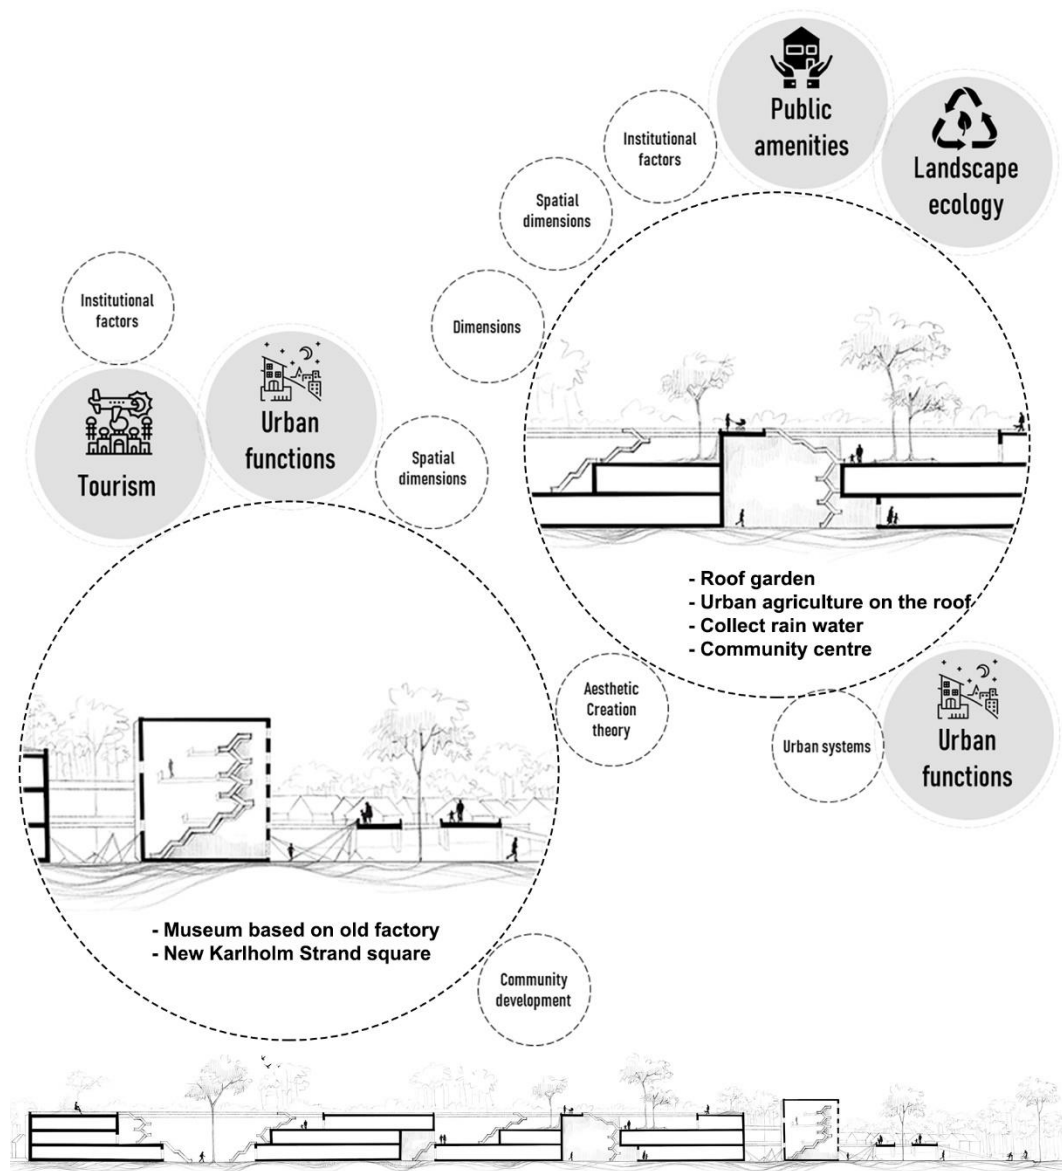 Public
amenities
Landscape
ecology
Institutional
factors
Spatial
dimensions
Dimensions
Institutional
factors
Tourism
Urban
functions
Spatial
dimensions
- Roof garden
- Urban agriculture on the roof
- Collect rain water
- Community centre
Aesthetic
Creation
theory
Urban systems
Urban
functions
- Museum based on old factory
- New Karlholm Strand square
Community
development